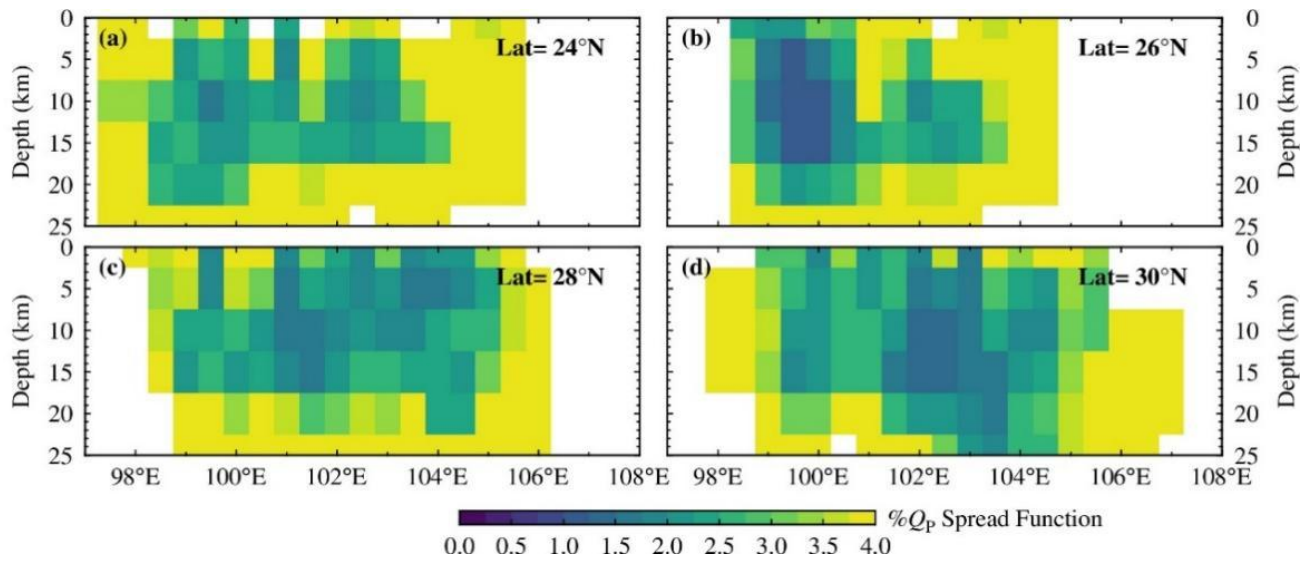 0 0
5 (a) Lat= 24°N (b) Lat= 26°N 5
10 10
15 15
20 20
25 25
Depth (km) Depth (km)
0 0
5 (c) Lat= 28°N (d) Lat= 30°N 5
10 10
15 15
20 20
25 25
Depth (km) Depth (km)
98°E 100°E 102°E 104°E 106°E 108°E 98°E 100°E 102°E 104°E 106°E 108°E
%QP Spread Function
0.0 0.5 1.0 1.5 2.0 2.5 3.0 3.5 4.0